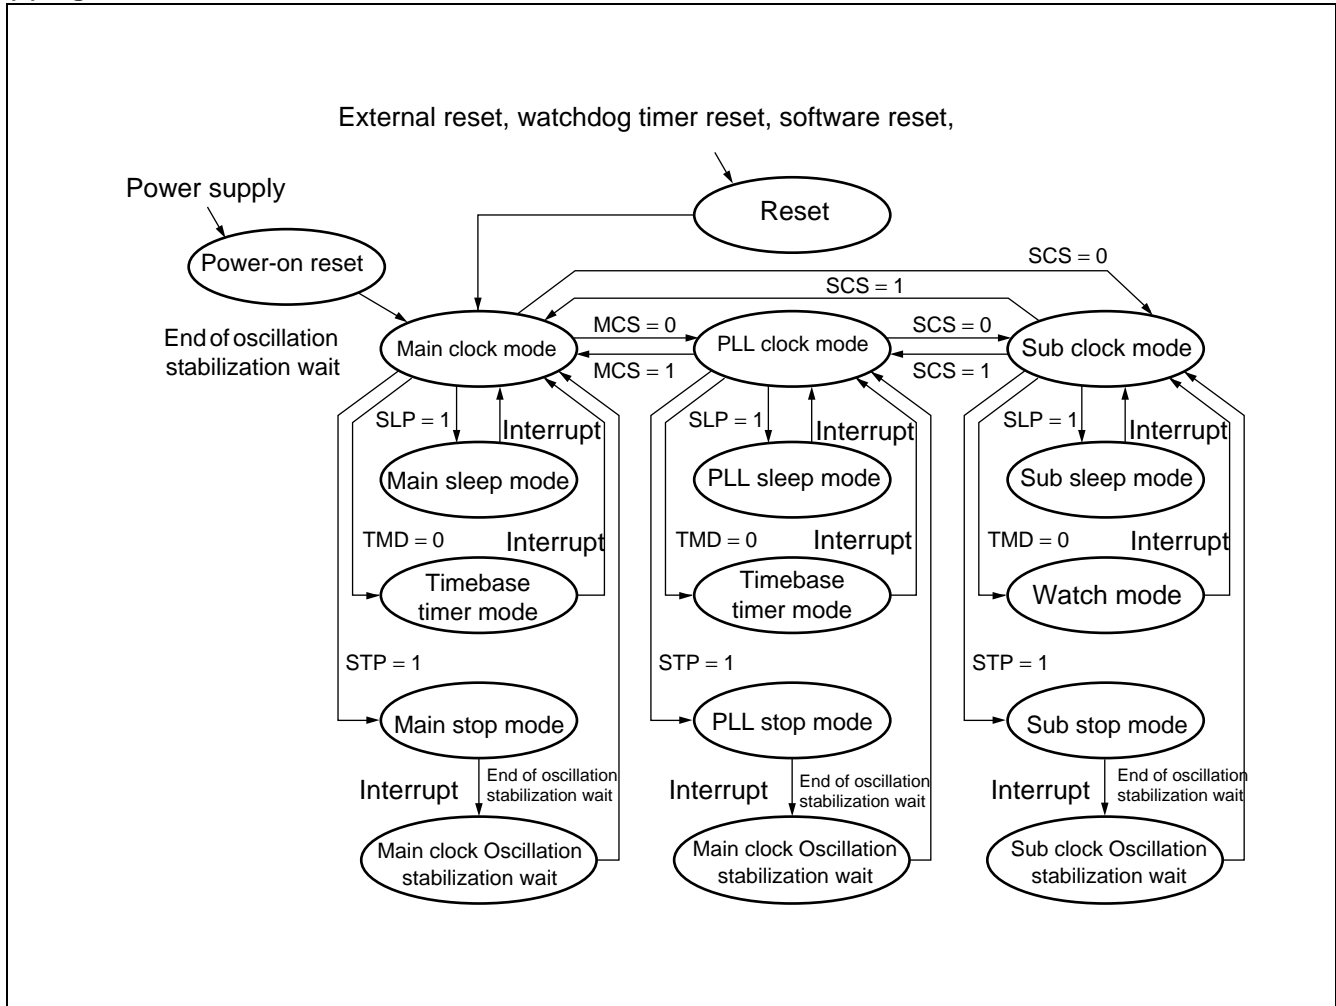 External reset, watchdog timer reset, software reset,
Power supply
Reset
Power-on reset
SCS = 0
SCS = 1
End of oscillation
stabilization wait
Main clock mode
MCS = 0
MCS = 1
PLL clock mode
SCS = 0
SCS = 1
Sub clock mode
SLP = 1
Interrupt
SLP = 1
Interrupt
SLP = 1
Interrupt
Main sleep mode
PLL sleep mode
Sub sleep mode
TMD = 0
Interrupt
TMD = 0
Interrupt
TMD = 0
Interrupt
Timebase
timer mode
Timebase
timer mode
Watch mode
STP = 1
STP = 1
STP = 1
Main stop mode
PLL stop mode
Sub stop mode
Interrupt
End of oscillation
stabilization wait
Interrupt
End of oscillation
stabilization wait
Interrupt
End of oscillation
stabilization wait
Main clock Oscillation
stabilization wait
Main clock Oscillation
stabilization wait
Sub clock Oscillation
stabilization wait